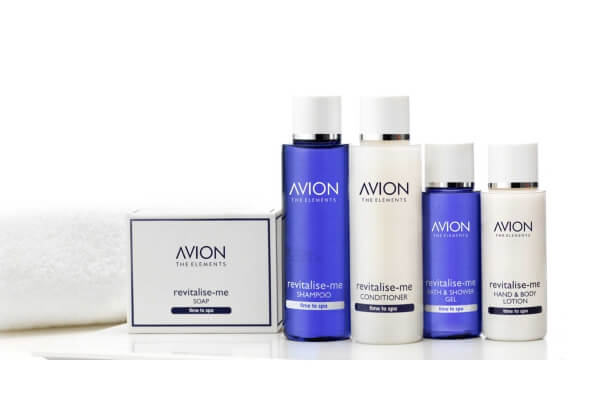 AVION
THE ELEMENTS
revitalise-me
SOAP
time to spa
AVION
THE ELEMENTS
revitalise-me
SHAMPOO
time to spa
AVION
THE ELEMENTS
revitalise-me
CONDITIONER
time to spa
AVION
THE ELEMENTS
revitalise-me
BATH & SHOWER
GEL
time to spa
AVION
THE ELEMENTS
revitalise-me
HAND & BODY
LOTION
time to spa